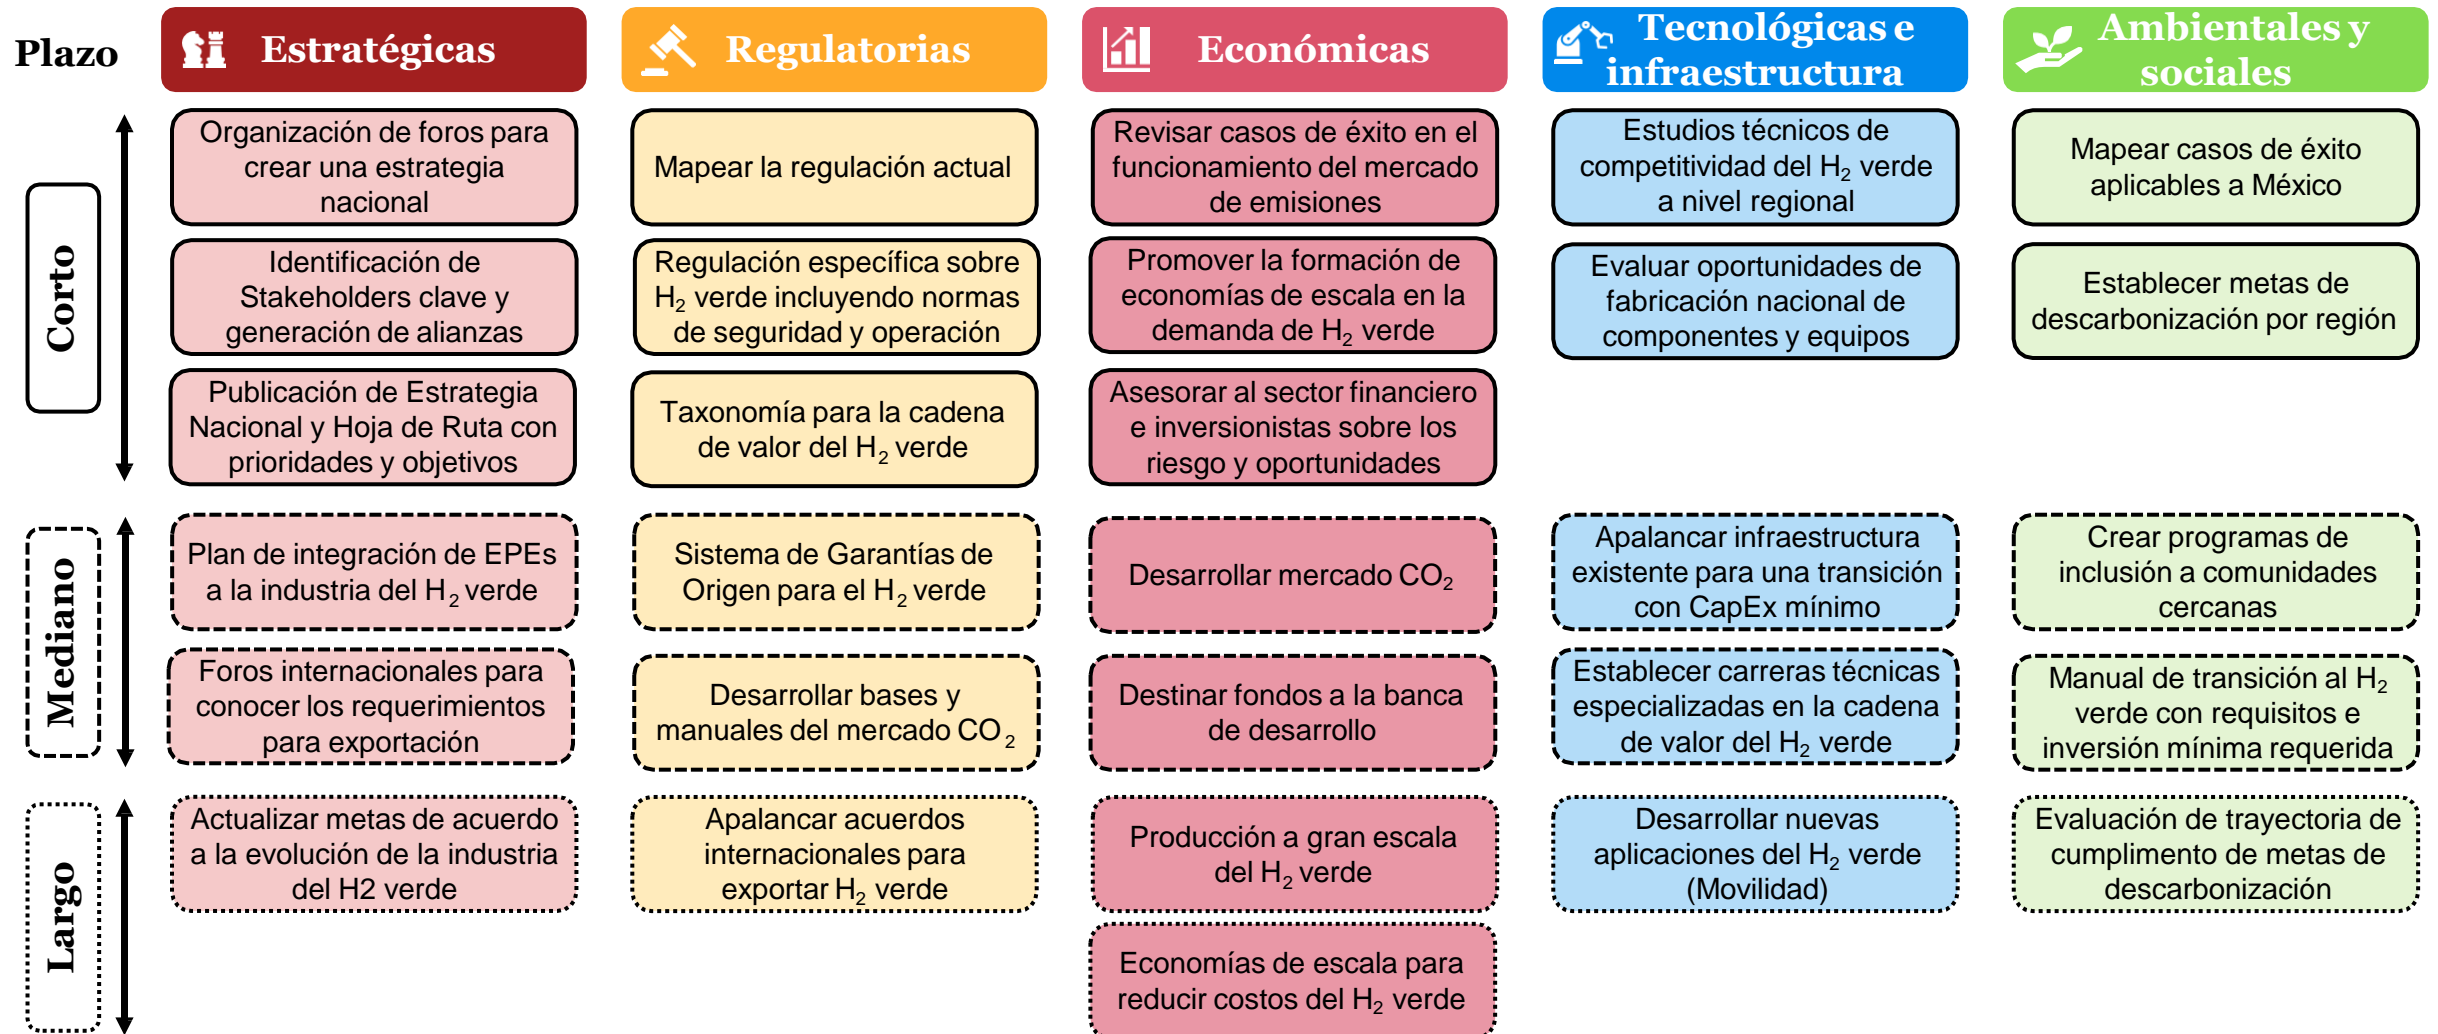 Plazo
Estratégicas
Regulatorias
Económicas
Tecnológicas e
infraestructura
Ambientales y
sociales
Corto
Organización de foros para
crear una estrategia
nacional
Mapear la regulación actual
Revisar casos de éxito en el
funcionamiento del mercado
de emisiones
Estudios técnicos de
competitividad del H₂ verde
a nivel regional
Mapear casos de éxito
aplicables a México
Identificación de
Stakeholders clave y
generación de alianzas
Regulación específica sobre
H₂ verde incluyendo normas
de seguridad y operación
Promover la formación de
economías de escala en la
demanda de H₂ verde
Evaluar oportunidades de
fabricación nacional de
componentes y equipos
Establecer metas de
descarbonización por región
Publicación de Estrategia
Nacional y Hoja de Ruta con
prioridades y objetivos
Taxonomía para la cadena
de valor del H₂ verde
Asesorar al sector financiero
e inversionistas sobre los
riesgo y oportunidades
Mediano
Plan de integración de EPEs
a la industria del H₂ verde
Sistema de Garantías de
Origen para el H₂ verde
Desarrollar mercado CO₂
Apalancar infraestructura
existente para una transición
con CapEx mínimo
Crear programas de
inclusión a comunidades
cercanas
Foros internacionales para
conocer los requerimientos
para exportación
Desarrollar bases y
manuales del mercado CO₂
Destinar fondos a la banca
de desarrollo
Establecer carreras técnicas
especializadas en la cadena
de valor del H₂ verde
Manual de transición al H₂
verde con requisitos e
inversión mínima requerida
Largo
Actualizar metas de acuerdo
a la evolución de la industria
del H2 verde
Apalancar acuerdos
internacionales para
exportar H₂ verde
Producción a gran escala
del H₂ verde
Desarrollar nuevas
aplicaciones del H₂ verde
(Movilidad)
Evaluación de trayectoria de
cumplimento de metas de
descarbonización
Economías de escala para
reducir costos del H₂ verde